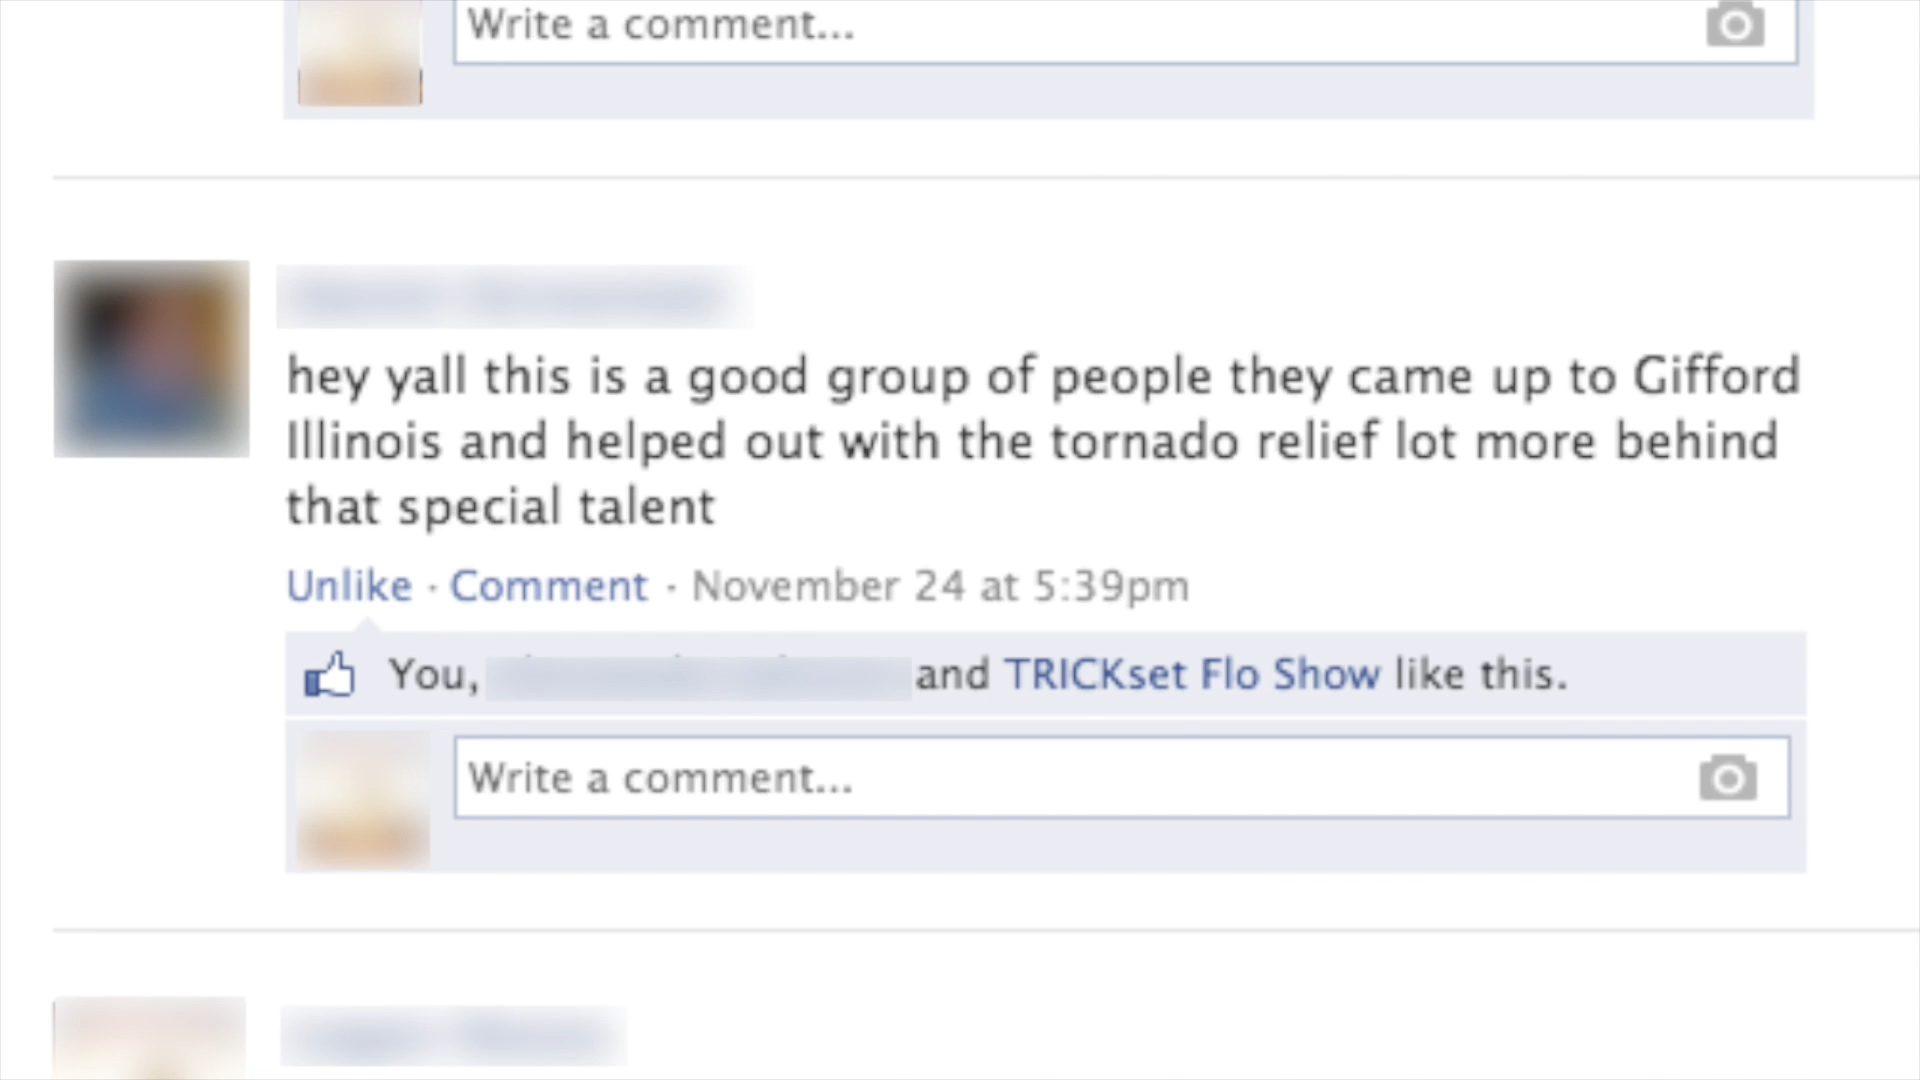 Write a comment...
hey yall this is a good group of people they came up to Gifford
Illinois and helped out with the tornado relief lot more behind
that special talent
Unlike · Comment · November 24 at 5:39pm
You, and TRICKset Flo Show like this.
Write a comment...